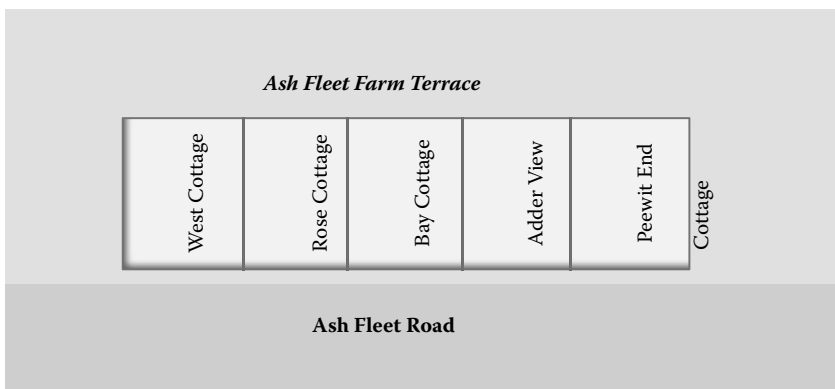 Ash Fleet Farm Terrace
West Cottage
Rose Cottage
Bay Cottage
Adder View
Peewit End
Cottage
Ash Fleet Road